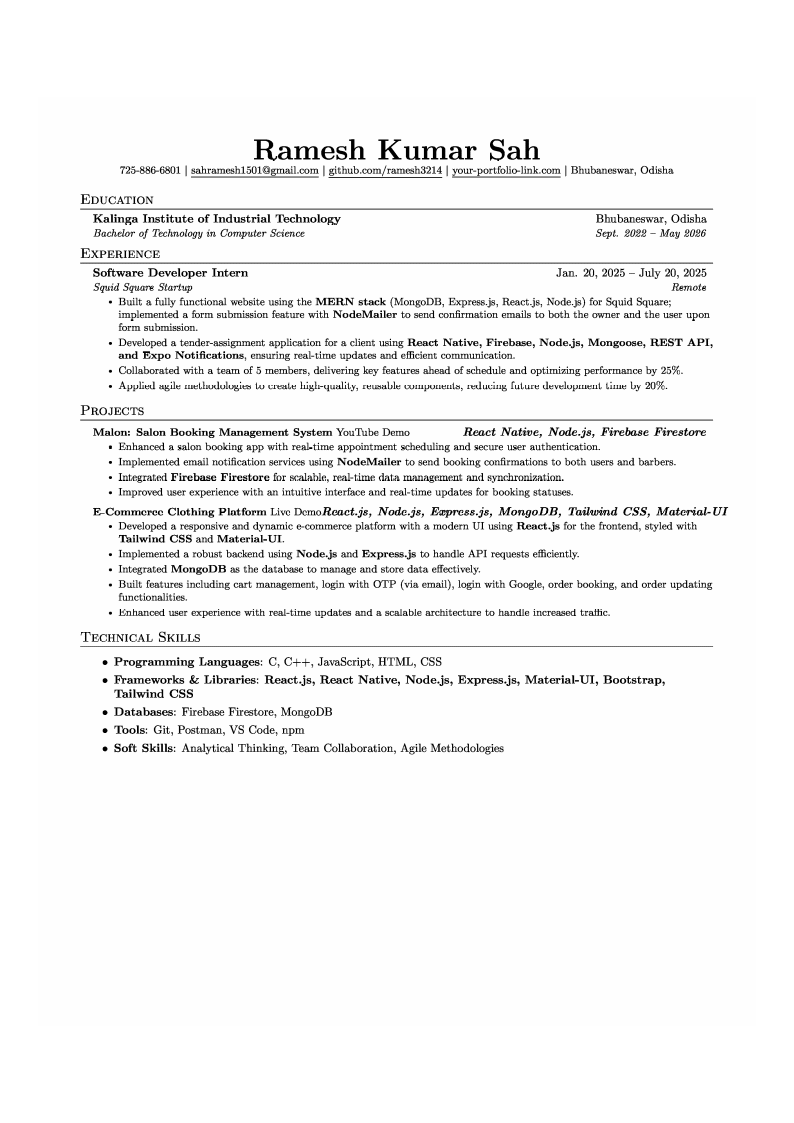 Ramesh Kumar Sah
725-886-6801 | sahramesh1501@gmail.com | github.com/ramesh3214 | your-portfolio-link.com | Bhubaneswar, Odisha
Education
Kalinga Institute of Industrial Technology Bhubaneswar, Odisha
Bachelor of Technology in Computer Science Sept. 2022 – May 2026
Experience
Software Developer Intern Jan. 20, 2025 – July 20, 2025
Squid Square Startup Remote
• Built a fully functional website using the MERN stack (MongoDB, Express.js, React.js, Node.js) for Squid Square;
implemented a form submission feature with NodeMailer to send confirmation emails to both the owner and the user upon
form submission.
• Developed a tender-assignment application for a client using React Native, Firebase, Node.js, Mongoose, REST API,
and Expo Notifications, ensuring real-time updates and efficient communication.
• Collaborated with a team of 5 members, delivering key features ahead of schedule and optimizing performance by 25%.
• Applied agile methodologies to create high-quality, reusable components, reducing future development time by 20%.
Projects
Malon: Salon Booking Management System YouTube Demo React Native, Node.js, Firebase Firestore
• Enhanced a salon booking app with real-time appointment scheduling and secure user authentication.
• Implemented email notification services using NodeMailer to send booking confirmations to both users and barbers.
• Integrated Firebase Firestore for scalable, real-time data management and synchronization.
• Improved user experience with an intuitive interface and real-time updates for booking statuses.
E-Commerce Clothing Platform Live Demo React.js, Node.js, Express.js, MongoDB, Tailwind CSS, Material-UI
• Developed a responsive and dynamic e-commerce platform with a modern UI using React.js for the frontend, styled with
Tailwind CSS and Material-UI.
• Implemented a robust backend using Node.js and Express.js to handle API requests efficiently.
• Integrated MongoDB as the database to manage and store data effectively.
• Built features including cart management, login with OTP (via email), login with Google, order booking, and order updating
functionalities.
• Enhanced user experience with real-time updates and a scalable architecture to handle increased traffic.
Technical Skills
• Programming Languages: C, C++, JavaScript, HTML, CSS
• Frameworks & Libraries: React.js, React Native, Node.js, Express.js, Material-UI, Bootstrap,
Tailwind CSS
• Databases: Firebase Firestore, MongoDB
• Tools: Git, Postman, VS Code, npm
• Soft Skills: Analytical Thinking, Team Collaboration, Agile Methodologies